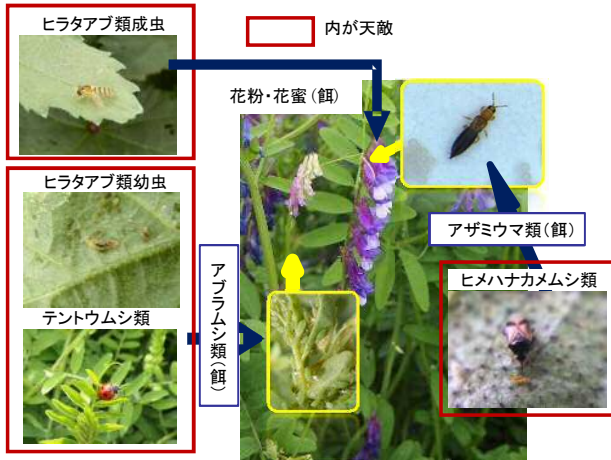 ヒラタアブ類成虫
内が天敵
花粉・花蜜(餌)
ヒラタアブ類幼虫
アザミウマ類(餌)
アブラムシ類(餌)
テントウムシ類
ヒメハナカメムシ類